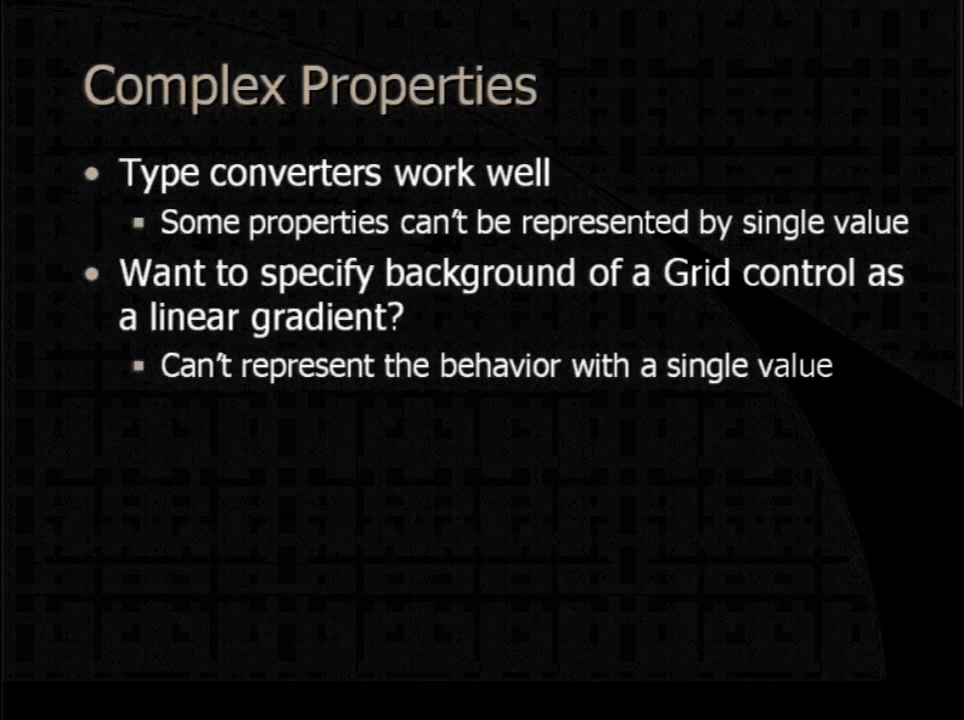 Complex Properties
Type converters work well
Some properties can't be represented by single value
Want to specify background of a Grid control as
a linear gradient?
Can't represent the behavior with a single value